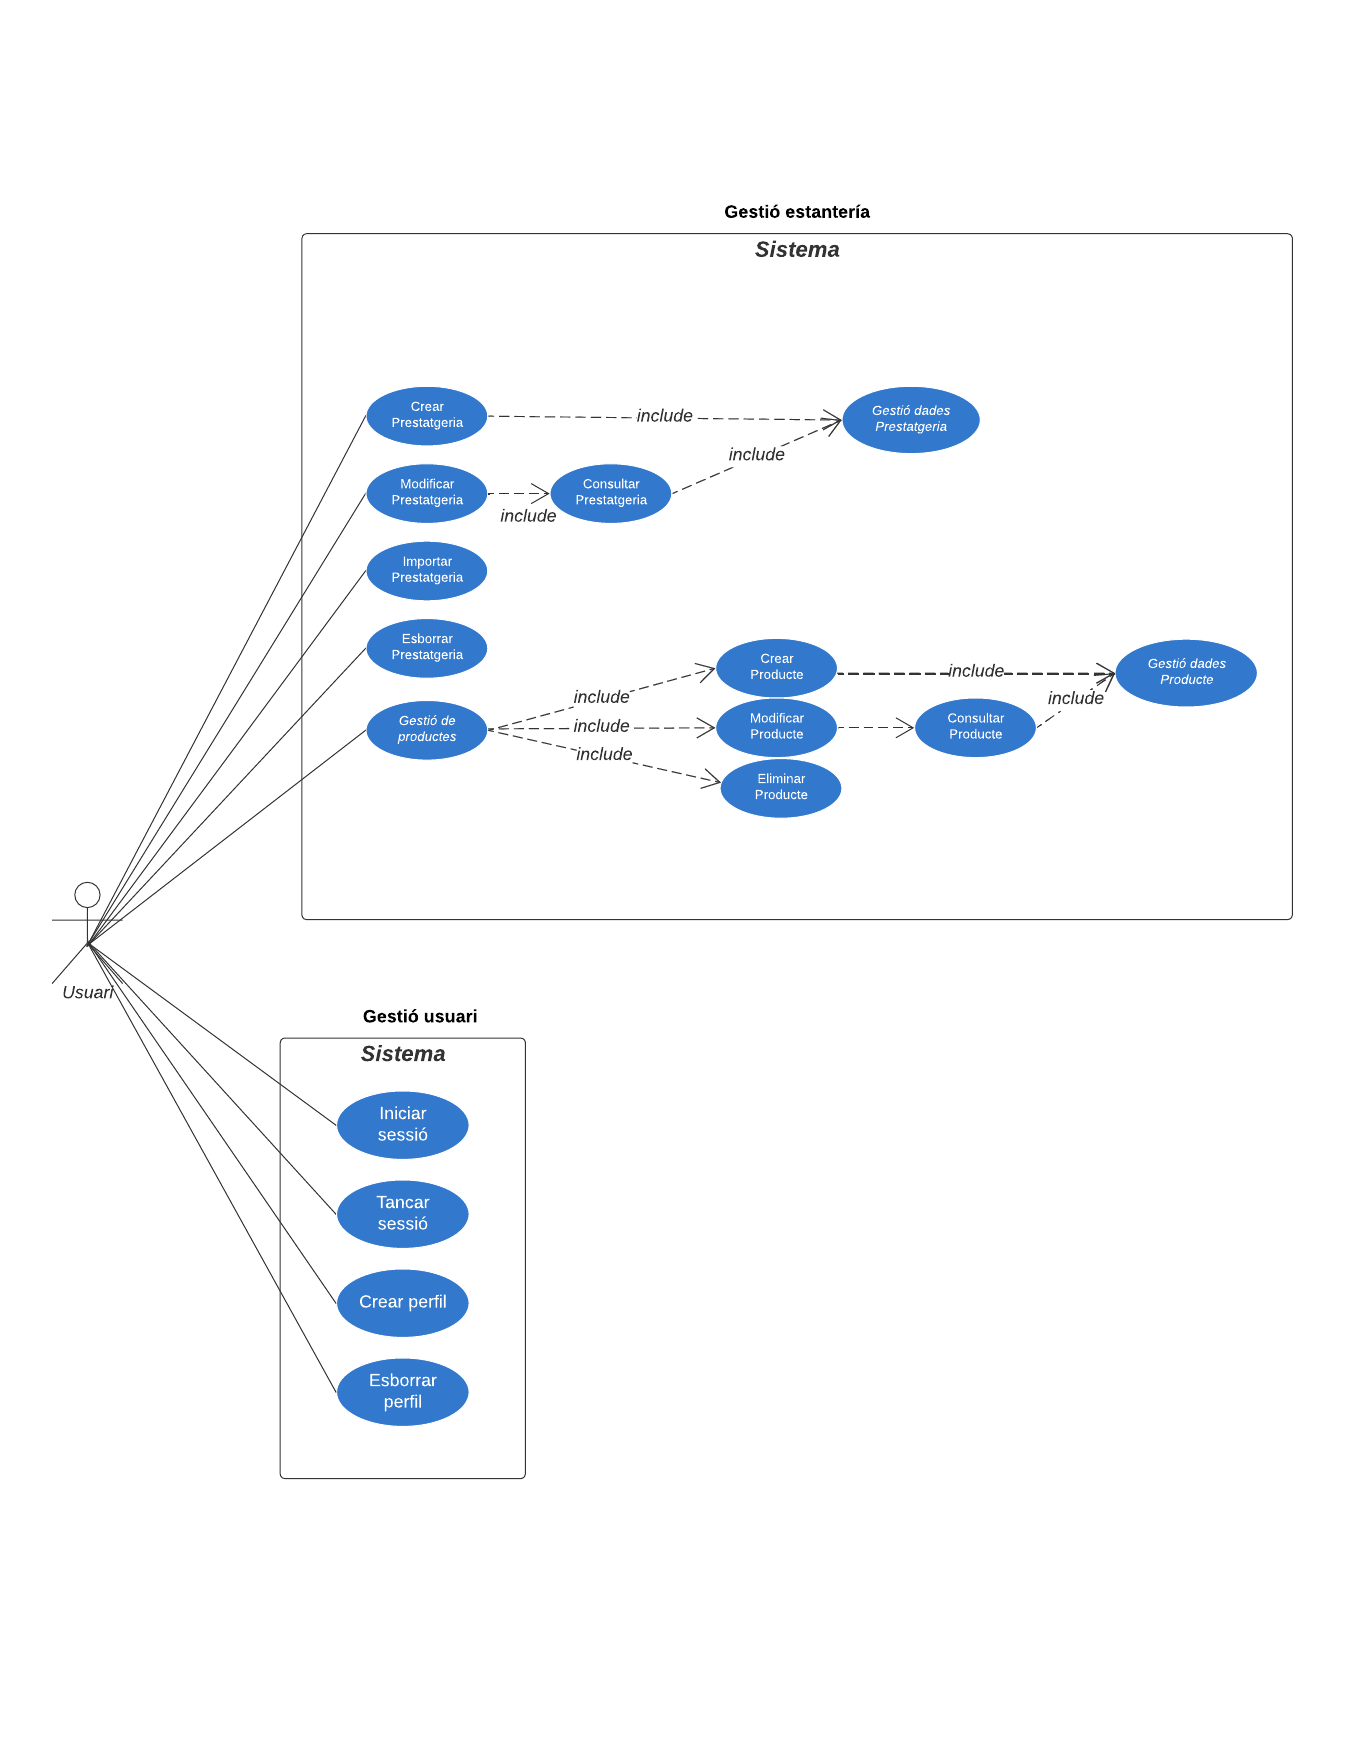 Gestió estantería
Sistema
Crear
Prestatgeria
include
Gestió dades
Prestatgeria
include
Modificar
Prestatgeria
include
Consultar
Prestatgeria
Importar
Prestatgeria
Esborrar
Prestatgeria
Gestió de
productes
include
include
include
Crear
Producte
include
Gestió dades
Producte
include
Modificar
Producte
Consultar
Producte
Eliminar
Producte
Usuari
Gestió usuari
Sistema
Iniciar
sessió
Tancar
sessió
Crear perfil
Esborrar
perfil